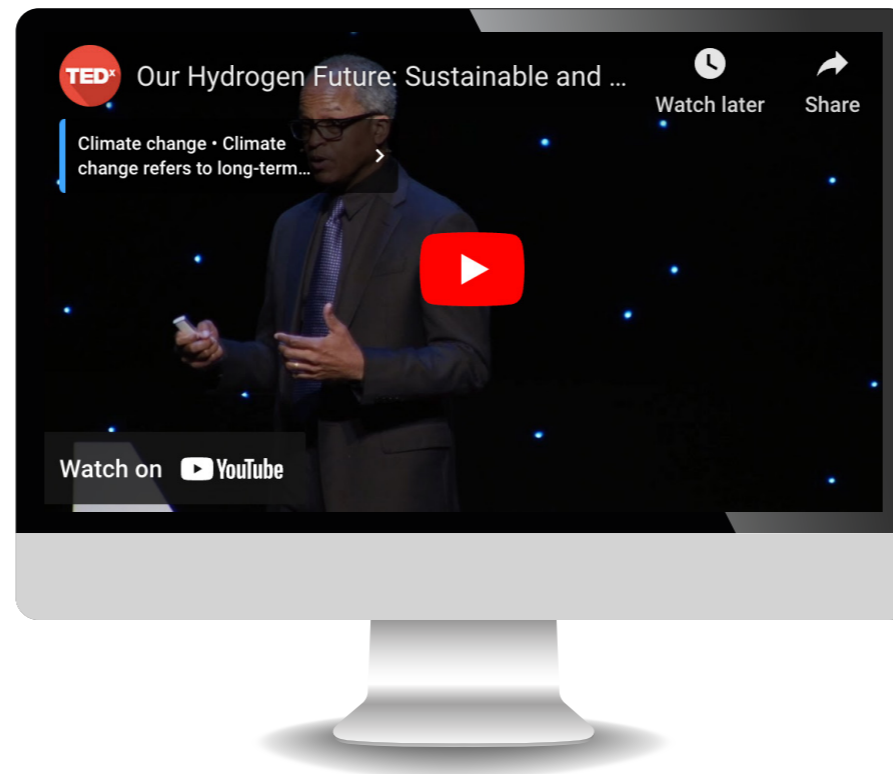 TEDx
Our Hydrogen Future: Sustainable and ...
Watch later
Share
Climate change • Climate
change refers to long-term...
Watch on YouTube